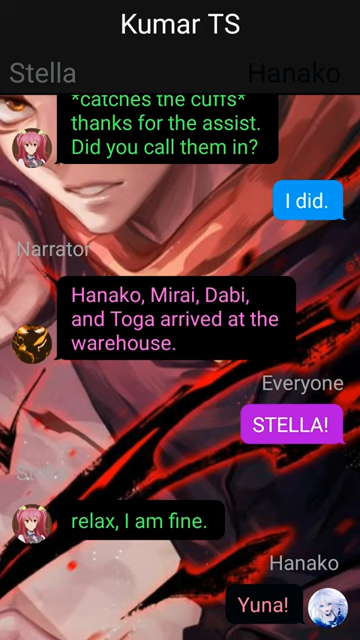 Kumar TS
Stella
Hanako
*catches the cuffs*
thanks for the assist.
Did you call them in?
I did.
Narrator
Hanako, Mirai, Dabi,
and Toga arrived at the
warehouse.
Everyone
STELLA!
Stella
relax, I am fine.
Hanako
Yuna!